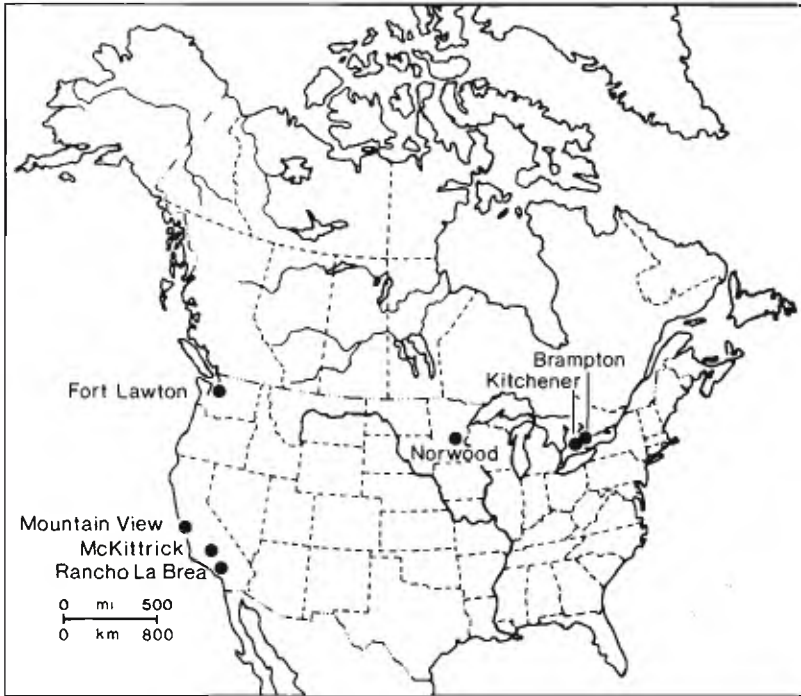 Brampton
Kitchener
Fort Lawton
Norwood
Mountain View
McKittrick
Rancho La Brea
0 mi 500
0 km 800